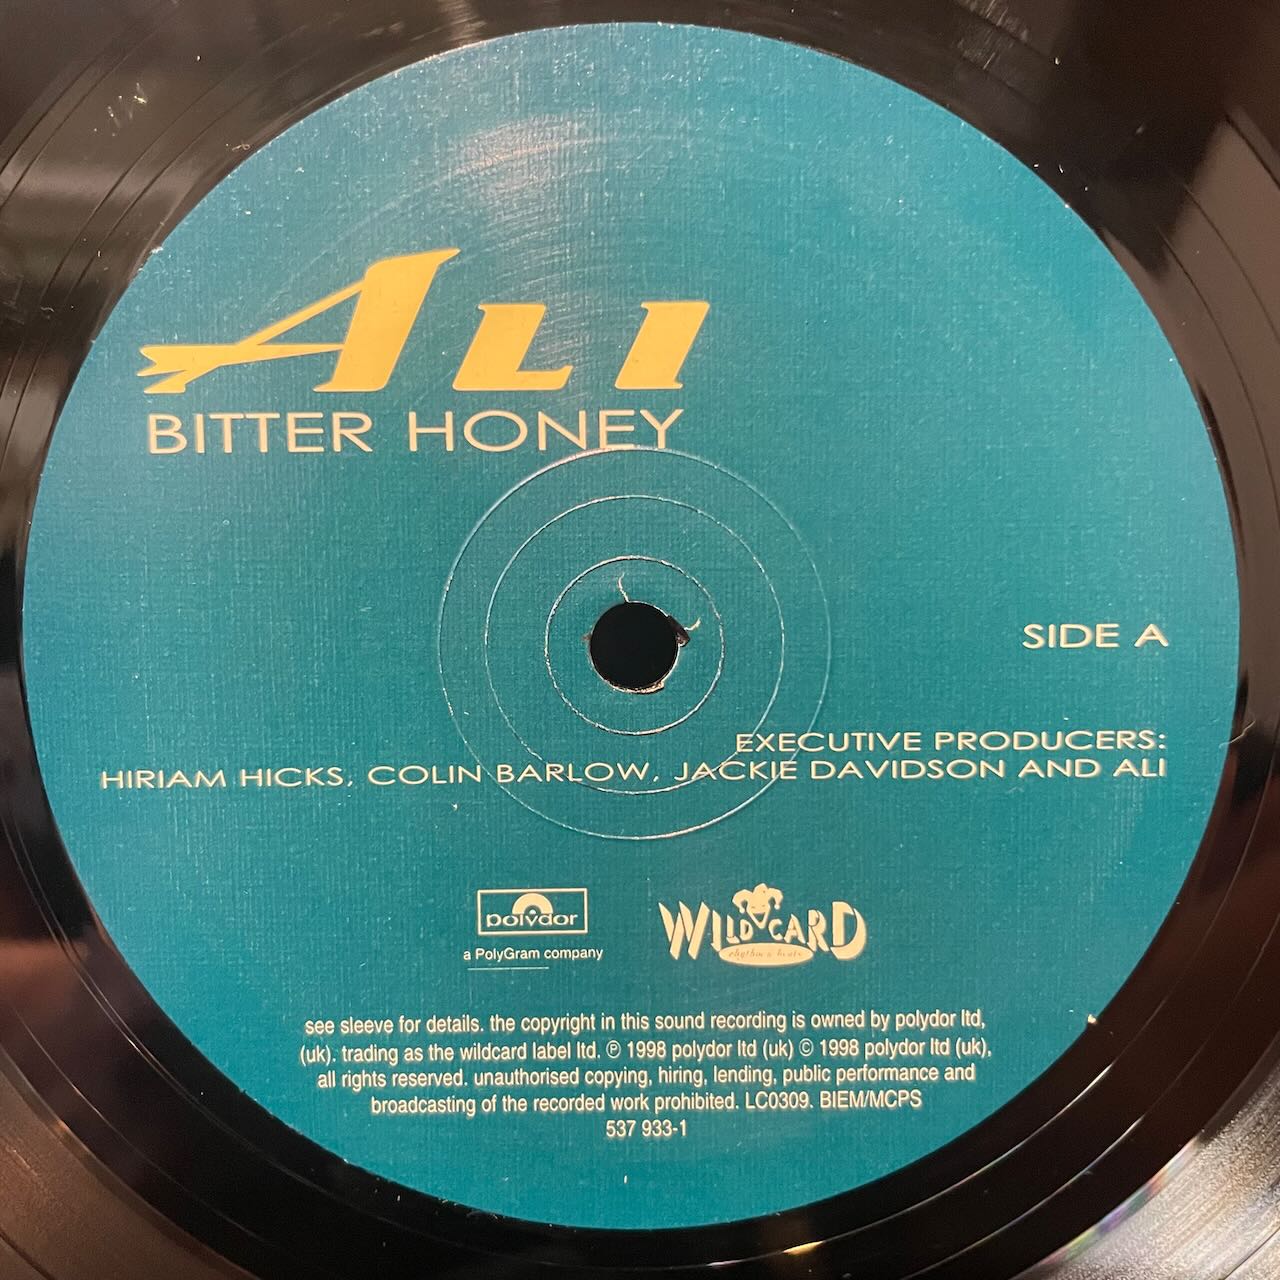 ALI
BITTER HONEY
SIDE A
EXECUTIVE PRODUCERS:
HIRIAM HICKS, COLIN BARLOW, JACKIE DAVIDSON AND ALI
polydor
a PolyGram company
WILDCARD
rhythm & beats
see sleeve for details. the copyright in this sound recording is owned by polydor ltd,
(uk). trading as the wildcard label ltd. ℗ 1998 polydor ltd (uk) © 1998 polydor ltd (uk),
all rights reserved. unauthorised copying, hiring, lending, public performance and
broadcasting of the recorded work prohibited. LC0309. BIEM/MCPS
537 933-1